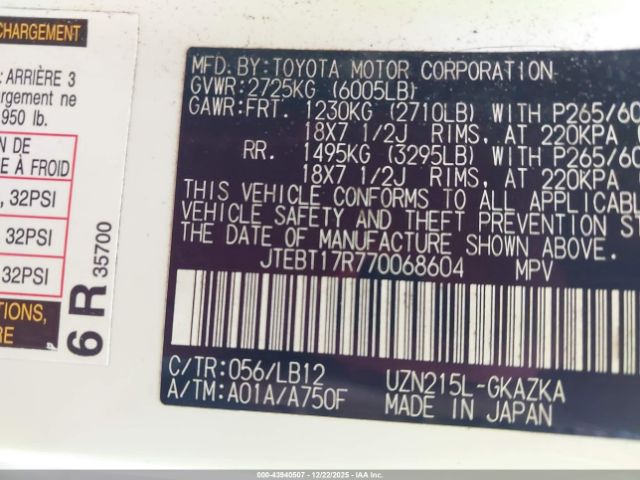 CHARGEMENT
: ARRIÈRE 3
argement ne
950 lb.
N DE
E À FROID
, 32PSI
32PSI
32PSI
TIONS,
RE
6 R 35700
MFD. BY: TOYOTA MOTOR CORPORATION
GVWR: 2725KG (6005LB)
GAWR: FRT. 1230KG (2710LB) WITH P265/60
18X7 1/2J RIMS, AT 220KPA
RR. 1495KG (3295LB) WITH P265/60
18X7 1/2J RIMS, AT 220KPA
THIS VEHICLE CONFORMS TO ALL APPLICABL
VEHICLE SAFETY AND THEFT PREVENTION ST
THE DATE OF MANUFACTURE SHOWN ABOVE.
JTEBT17R770068604 MPV
C/TR: 056/LB12 UZN215L-GKAZKA
A/TM: A01A/A750F MADE IN JAPAN
000-43940507 - 12/22/2025 - IAAI.COM